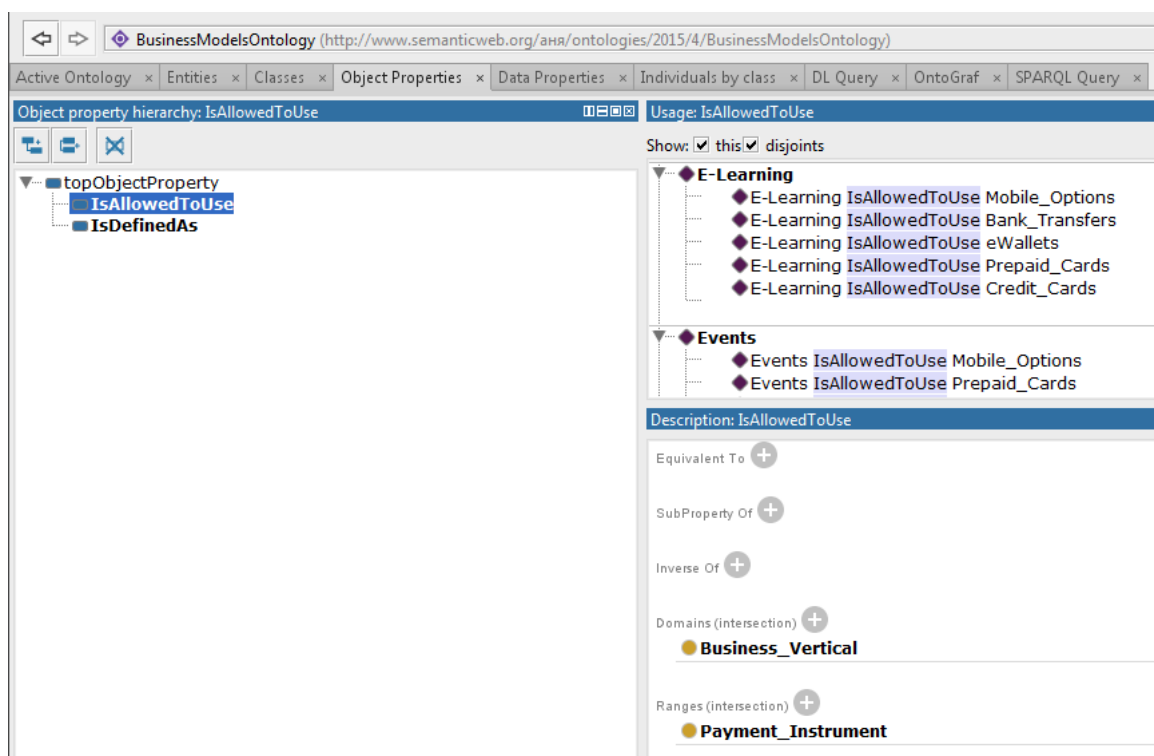 BusinessModelsOntology (http://www.semanticweb.org/аня/ontologies/2015/4/BusinessModelsOntology)
Active Ontology × Entities × Classes × Object Properties × Data Properties × Individuals by class × DL Query × OntoGraf × SPARQL Query ×
Object property hierarchy: IsAllowedToUse
topObjectProperty
IsAllowedToUse
IsDefinedAs
Usage: IsAllowedToUse
Show: this disjoints
E-Learning
E-Learning IsAllowedToUse Mobile_Options
E-Learning IsAllowedToUse Bank_Transfers
E-Learning IsAllowedToUse eWallets
E-Learning IsAllowedToUse Prepaid_Cards
E-Learning IsAllowedToUse Credit_Cards
Events
Events IsAllowedToUse Mobile_Options
Events IsAllowedToUse Prepaid_Cards
Description: IsAllowedToUse
Equivalent To
SubProperty Of
Inverse Of
Domains (intersection)
Business_Vertical
Ranges (intersection)
Payment_Instrument